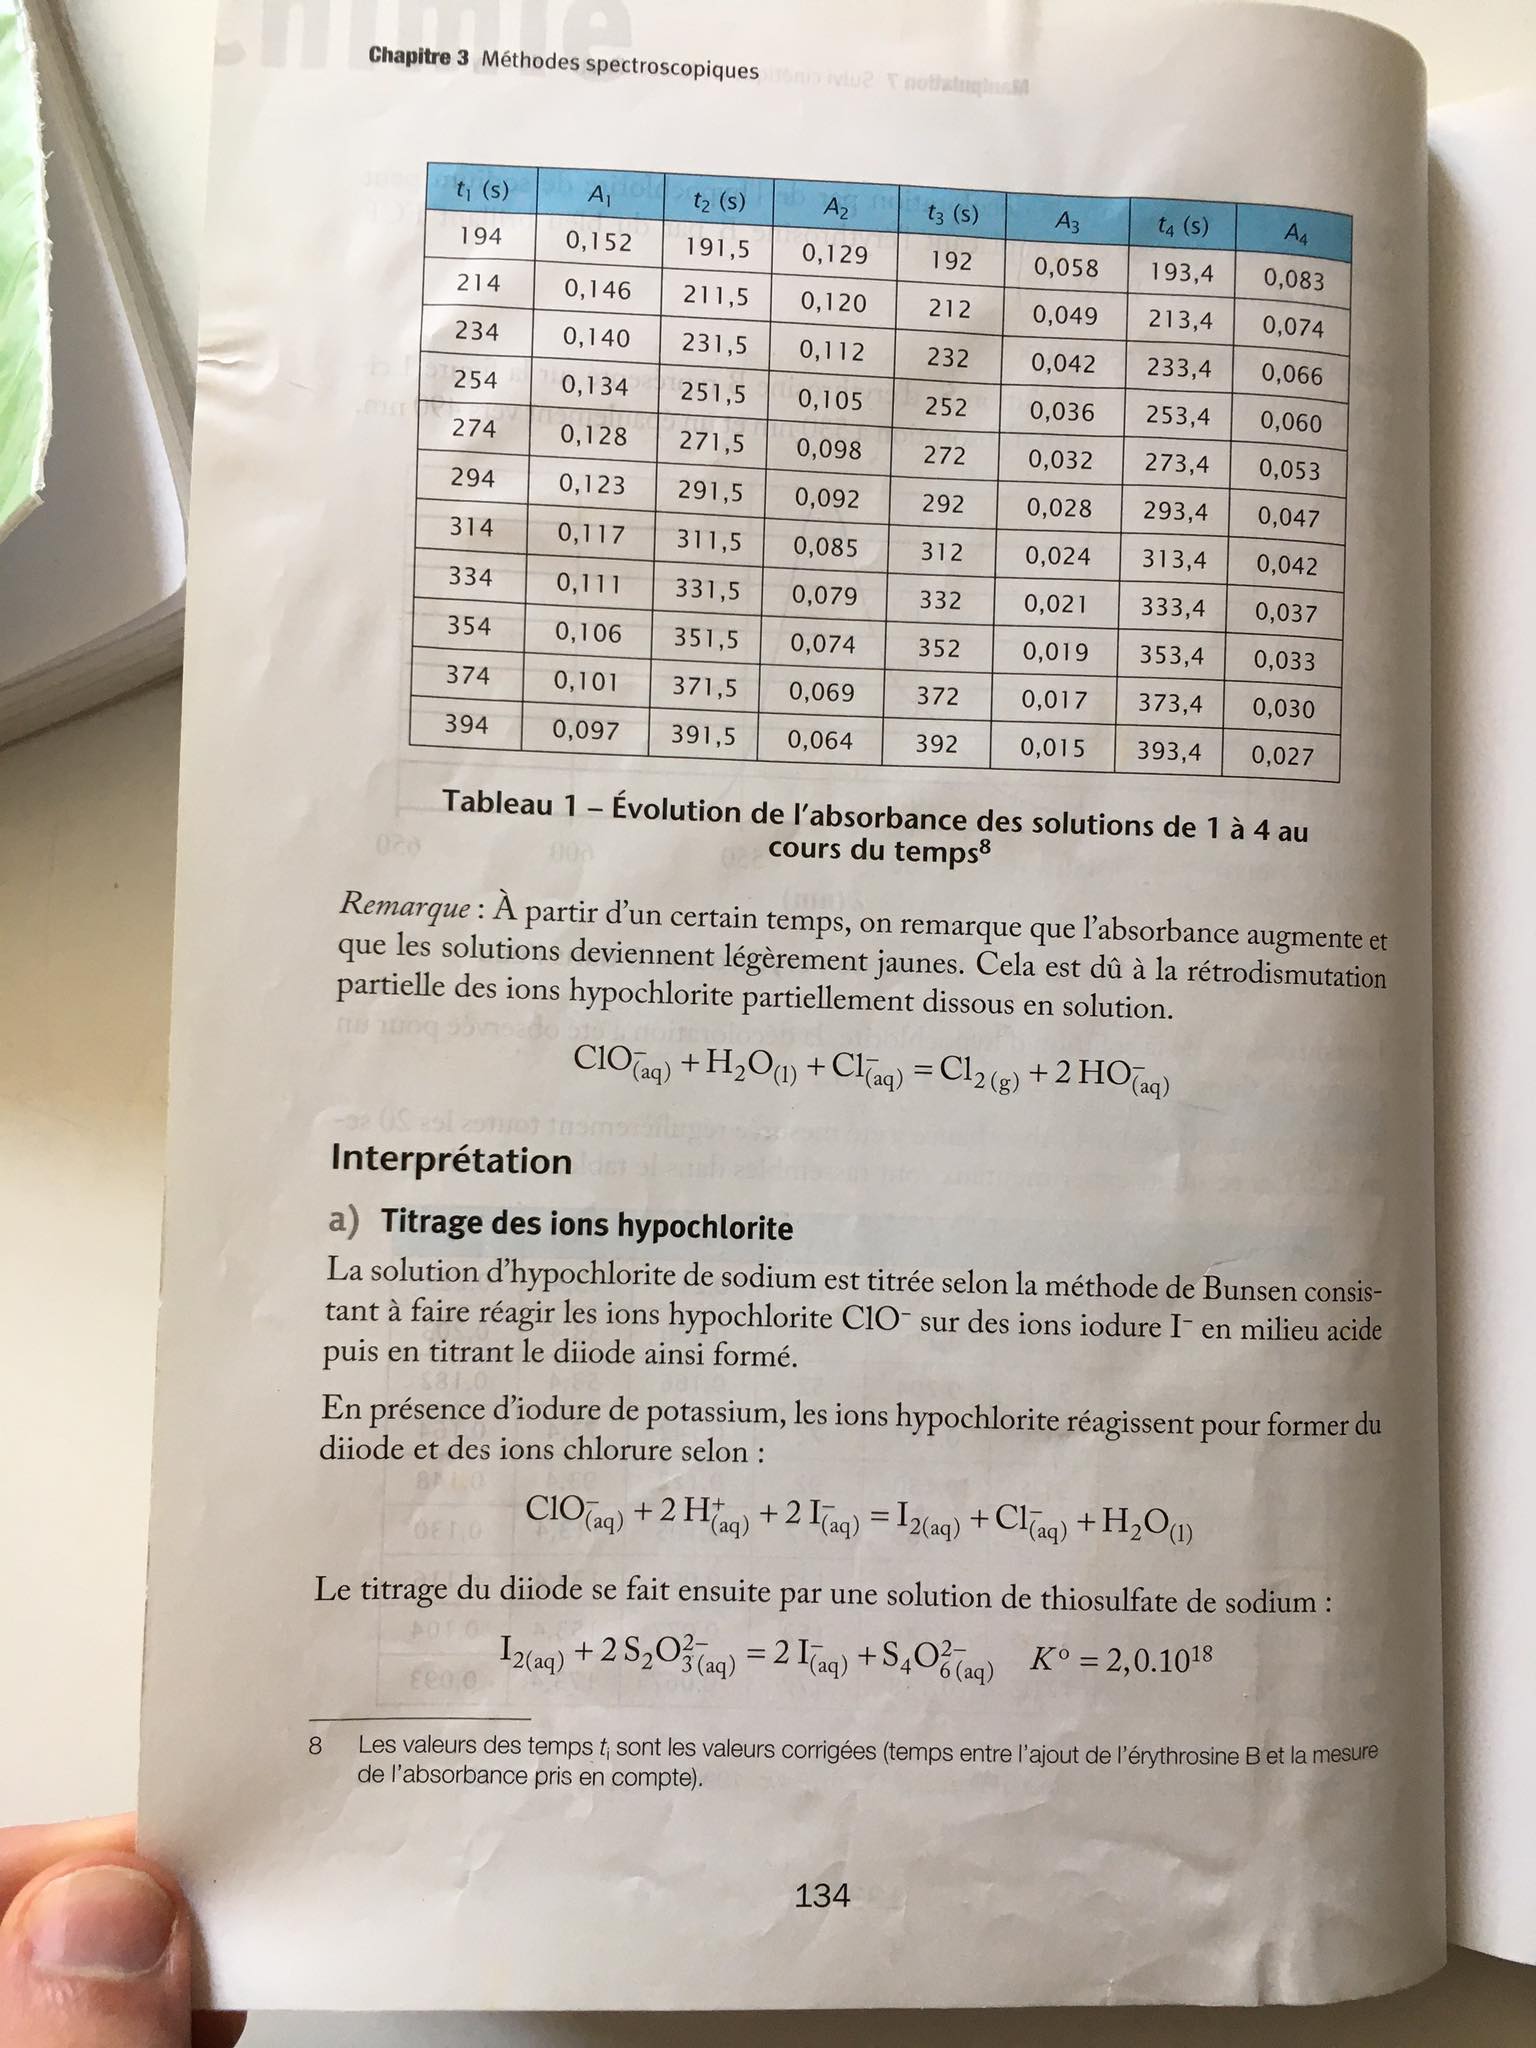 Chapitre 3 Méthodes spectroscopiques
t₁ (s) A₁ t₂ (s) A₂ t₃ (s) A₃ t₄ (s) A₄
194 0,152 191,5 0,129 192 0,058 193,4 0,083
214 0,146 211,5 0,120 212 0,049 213,4 0,074
234 0,140 231,5 0,112 232 0,042 233,4 0,066
254 0,134 251,5 0,105 252 0,036 253,4 0,060
274 0,128 271,5 0,098 272 0,032 273,4 0,053
294 0,123 291,5 0,092 292 0,028 293,4 0,047
314 0,117 311,5 0,085 312 0,024 313,4 0,042
334 0,111 331,5 0,079 332 0,021 333,4 0,037
354 0,106 351,5 0,074 352 0,019 353,4 0,033
374 0,101 371,5 0,069 372 0,017 373,4 0,030
394 0,097 391,5 0,064 392 0,015 393,4 0,027
Tableau 1 – Évolution de l'absorbance des solutions de 1 à 4 au
cours du temps⁸
Remarque : À partir d'un certain temps, on remarque que l'absorbance augmente et
que les solutions deviennent légèrement jaunes. Cela est dû à la rétrodismutation
partielle des ions hypochlorite partiellement dissous en solution.
ClO⁻(aq) + H₂O(l) + Cl⁻(aq) = Cl₂(g) + 2 HO⁻(aq)
Interprétation
a) Titrage des ions hypochlorite
La solution d'hypochlorite de sodium est titrée selon la méthode de Bunsen consis-
tant à faire réagir les ions hypochlorite ClO⁻ sur des ions iodure I⁻ en milieu acide
puis en titrant le diiode ainsi formé.
En présence d'iodure de potassium, les ions hypochlorite réagissent pour former du
diiode et des ions chlorure selon :
ClO⁻(aq) + 2 H⁺(aq) + 2 I⁻(aq) = I₂(aq) + Cl⁻(aq) + H₂O(l)
Le titrage du diiode se fait ensuite par une solution de thiosulfate de sodium :
I₂(aq) + 2 S₂O₃²⁻(aq) = 2 I⁻(aq) + S₄O₆²⁻(aq) K° = 2,0.10¹⁸
8 Les valeurs des temps tᵢ sont les valeurs corrigées (temps entre l'ajout de l'érythrosine B et la mesure
de l'absorbance pris en compte).
134